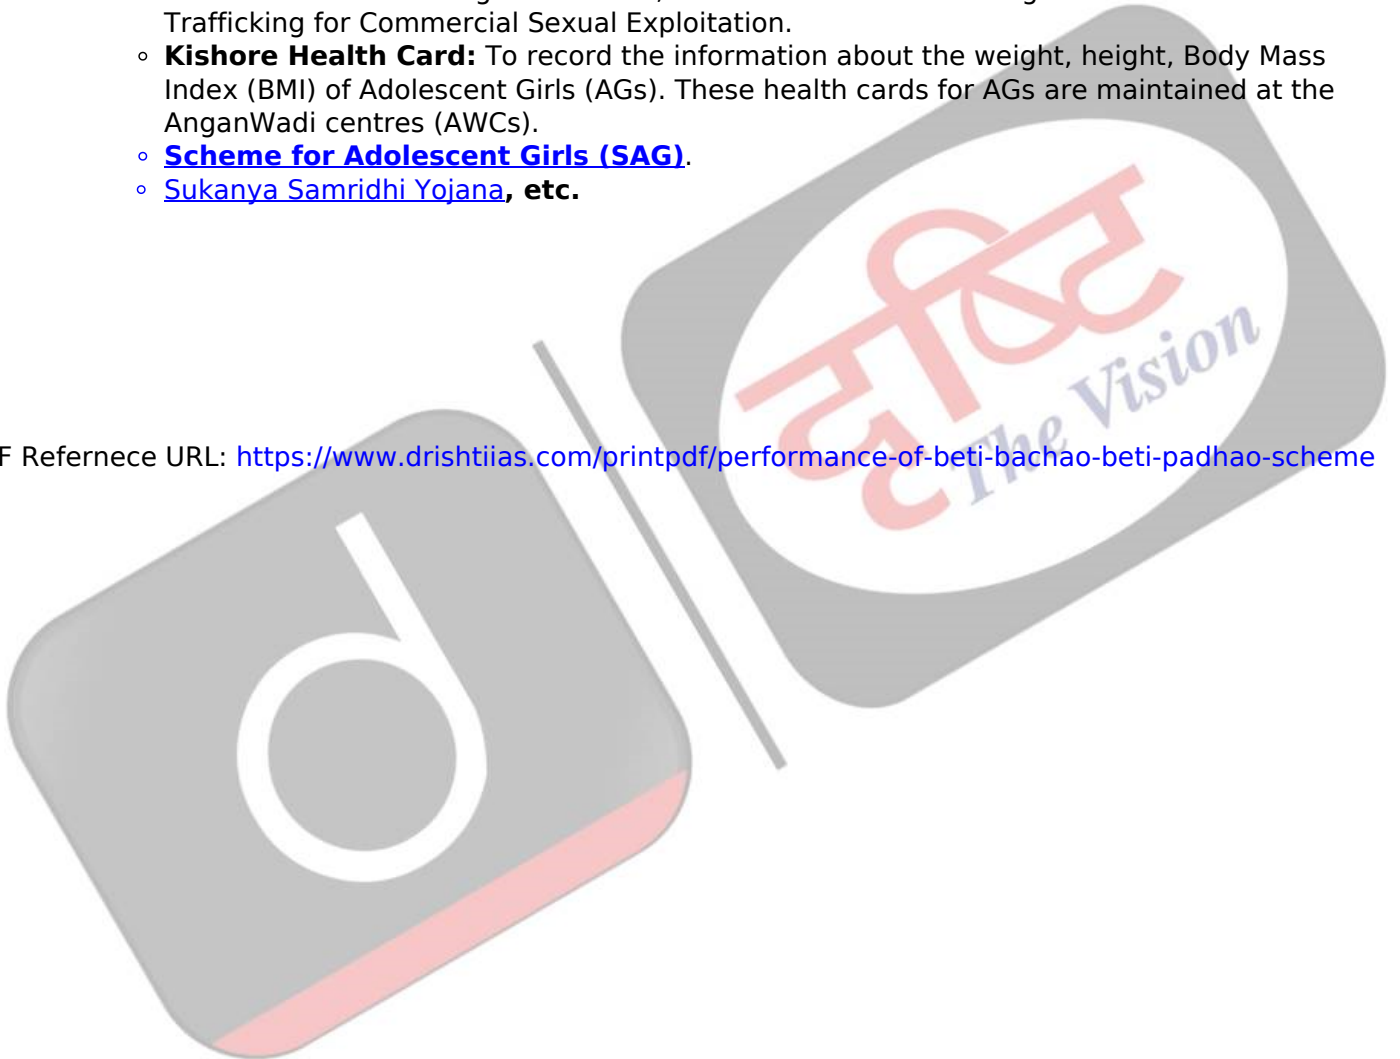 Trafficking for Commercial Sexual Exploitation.
Kishore Health Card: To record the information about the weight, height, Body Mass
Index (BMI) of Adolescent Girls (AGs). These health cards for AGs are maintained at the
AnganWadi centres (AWCs).
Scheme for Adolescent Girls (SAG).
Sukanya Samridhi Yojana, etc.
दृष्टि
The Vision
F Refernece URL: https://www.drishtiias.com/printpdf/performance-of-beti-bachao-beti-padhao-scheme
d